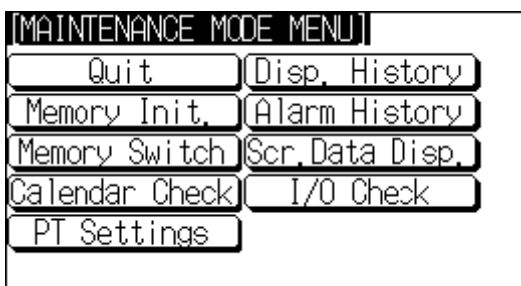 [MAINTENANCE MODE MENU]
Quit Disp. History
Memory Init. Alarm History
Memory Switch Scr.Data Disp.
Calendar Check I/O Check
PT Settings